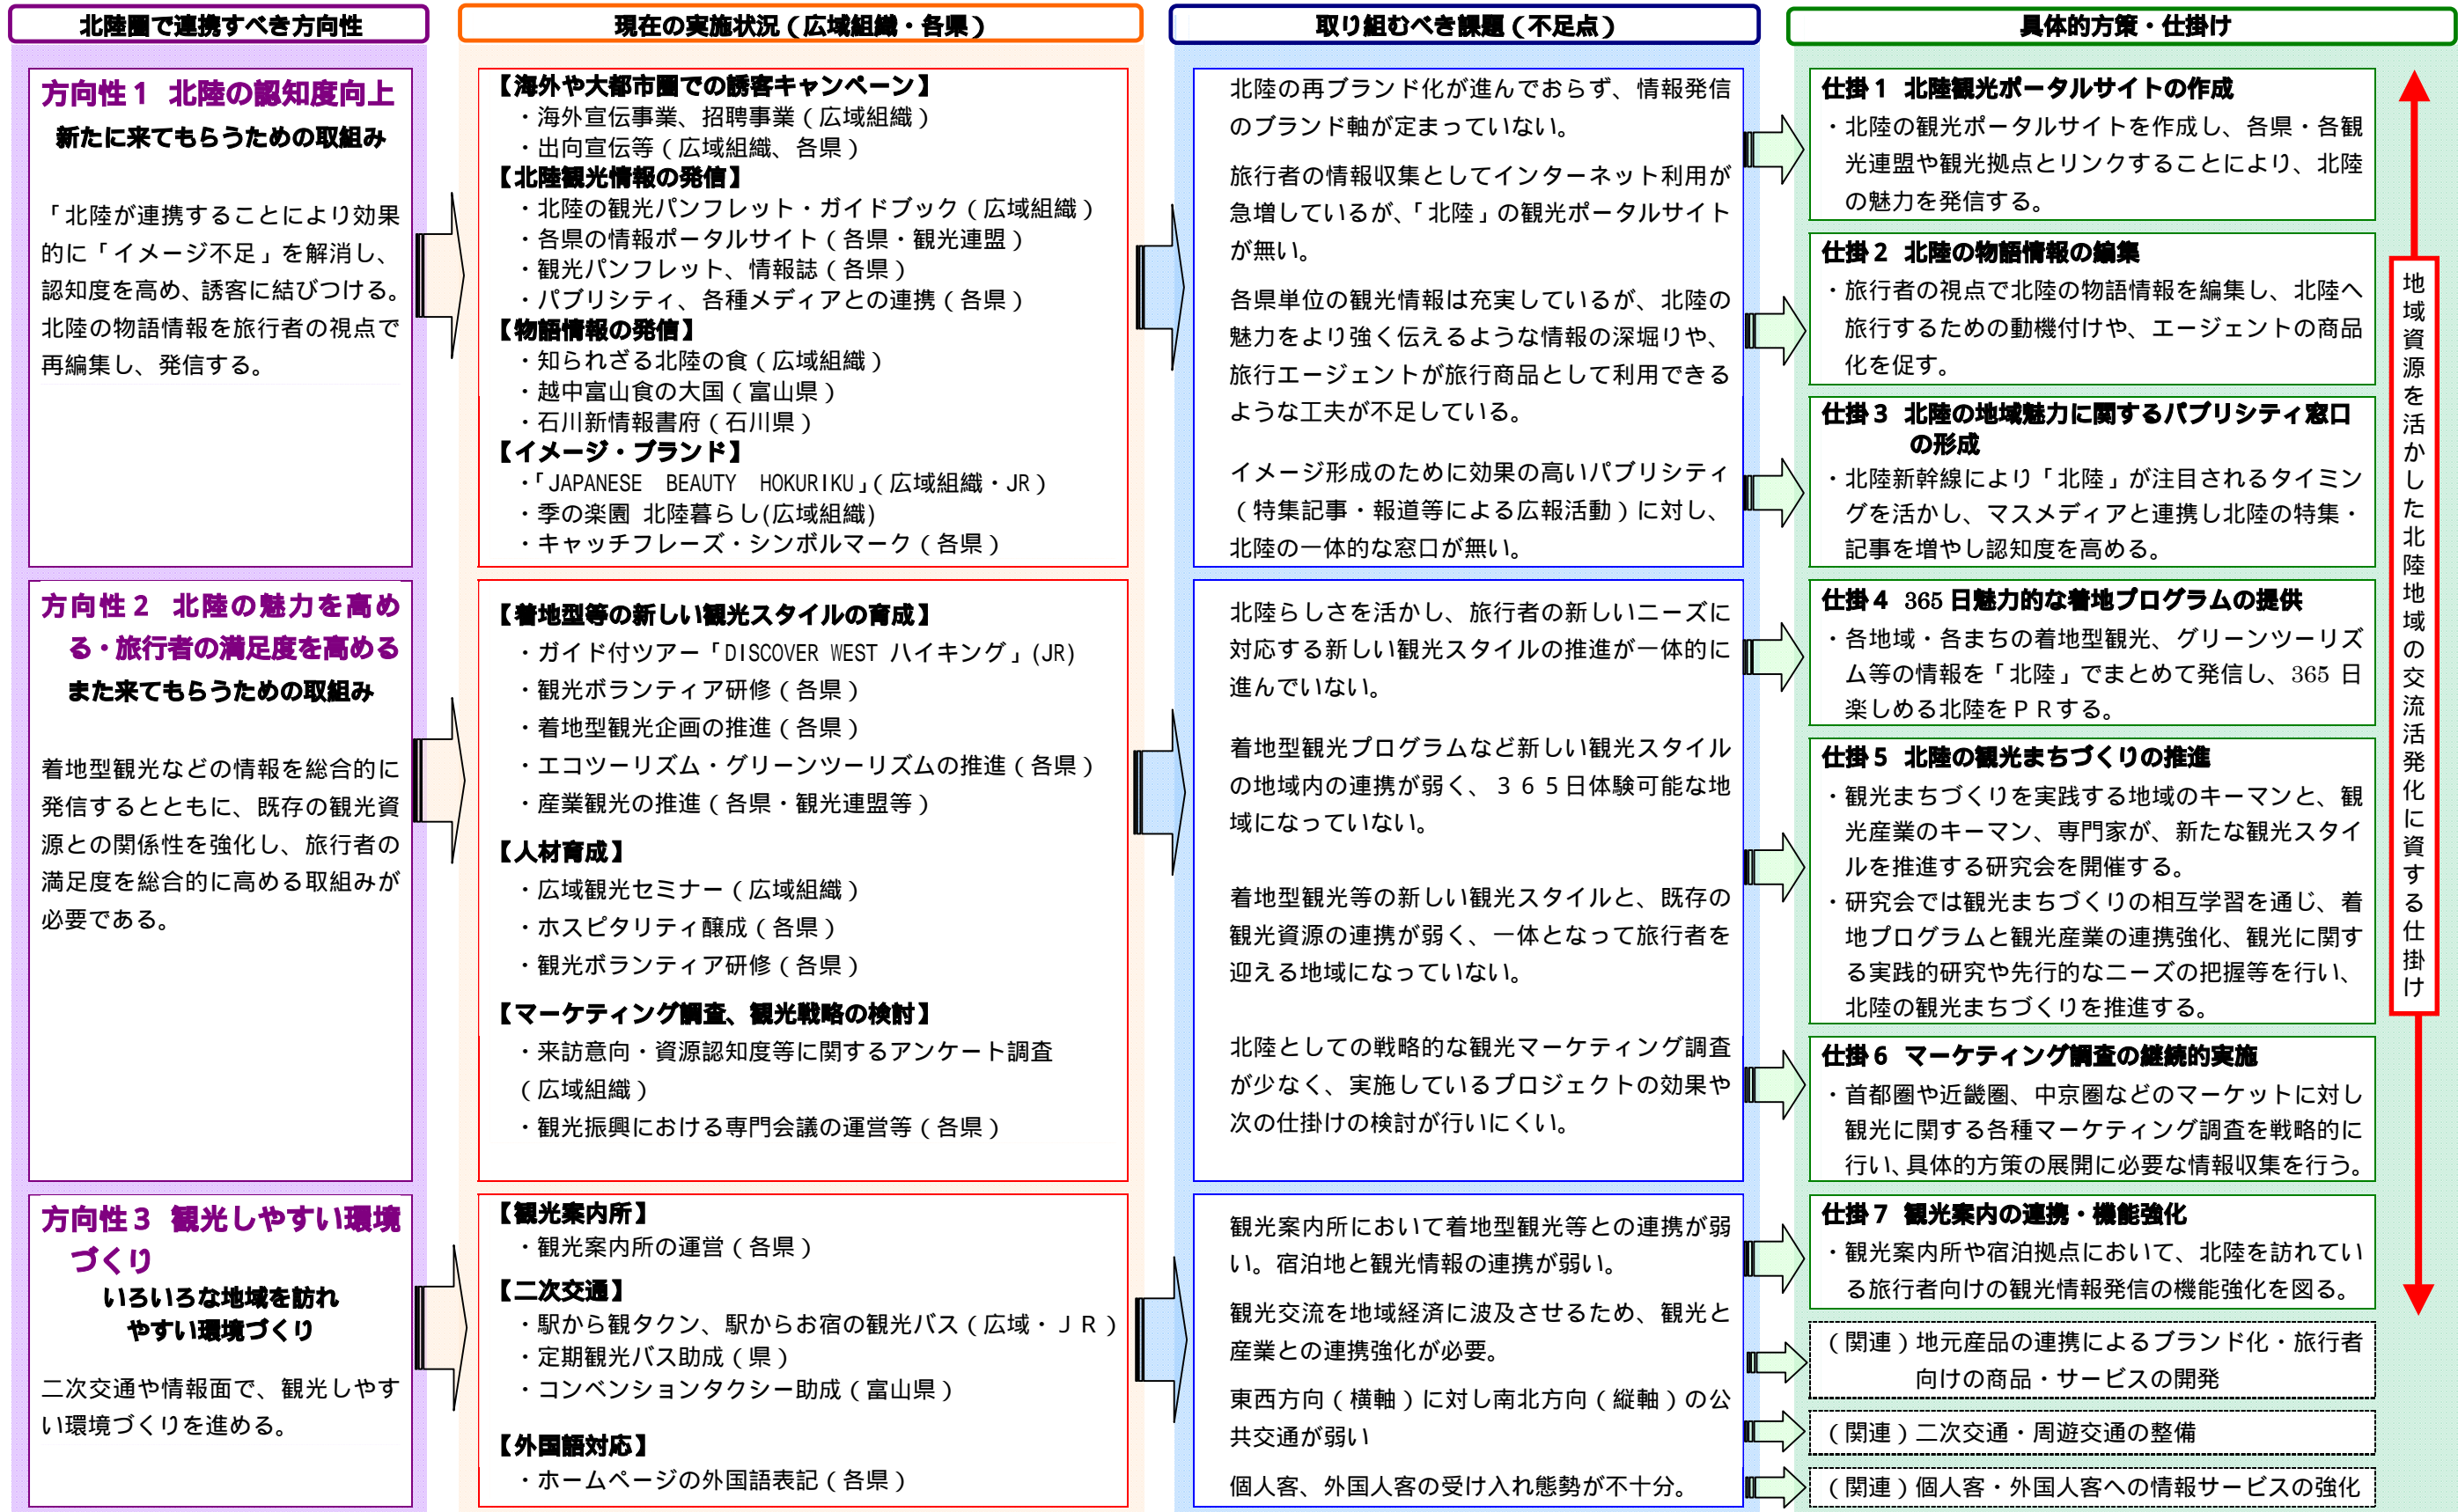 北陸圏で連携すべき方向性
方向性１ 北陸の認知度向上
新たに来てもらうための取組み
「北陸が連携することにより効果
的に「イメージ不足」を解消し、
認知度を高め、誘客に結びつける。
北陸の物語情報を旅行者の視点で
再編集し、発信する。
方向性２ 北陸の魅力を高め
る・旅行者の満足度を高める
また来てもらうための取組み
着地型観光などの情報を総合的に
発信するとともに、既存の観光資
源との関係性を強化し、旅行者の
満足度を総合的に高める取組みが
必要である。
方向性３ 観光しやすい環境
づくり
いろいろな地域を訪れ
やすい環境づくり
二次交通や情報面で、観光しやす
い環境づくりを進める。
現在の実施状況（広域組織・各県）
【海外や大都市圏での誘客キャンペーン】
・海外宣伝事業、招聘事業（広域組織）
・出向宣伝等（広域組織、各県）
【北陸観光情報の発信】
・北陸の観光パンフレット・ガイドブック（広域組織）
・各県の情報ポータルサイト（各県・観光連盟）
・観光パンフレット、情報誌（各県）
・パブリシティ、各種メディアとの連携（各県）
【物語情報の発信】
・知られざる北陸の食（広域組織）
・越中富山食の大国（富山県）
・石川新情報書府（石川県）
【イメージ・ブランド】
・「JAPANESE BEAUTY HOKURIKU」（広域組織・JR）
・季の楽園 北陸暮らし(広域組織)
・キャッチフレーズ・シンボルマーク（各県）
【着地型等の新しい観光スタイルの育成】
・ガイド付ツアー「DISCOVER WEST ハイキング」(JR)
・観光ボランティア研修（各県）
・着地型観光企画の推進（各県）
・エコツーリズム・グリーンツーリズムの推進（各県）
・産業観光の推進（各県・観光連盟等）
【人材育成】
・広域観光セミナー（広域組織）
・ホスピタリティ醸成（各県）
・観光ボランティア研修（各県）
【マーケティング調査、観光戦略の検討】
・来訪意向・資源認知度等に関するアンケート調査
（広域組織）
・観光振興における専門会議の運営等（各県）
【観光案内所】
・観光案内所の運営（各県）
【二次交通】
・駅から観タクン、駅からお宿の観光バス（広域・ＪＲ）
・定期観光バス助成（県）
・コンベンションタクシー助成（富山県）
【外国語対応】
・ホームページの外国語表記（各県）
取り組むべき課題（不足点）
北陸の再ブランド化が進んでおらず、情報発信
のブランド軸が定まっていない。
旅行者の情報収集としてインターネット利用が
急増しているが、「北陸」の観光ポータルサイト
が無い。
各県単位の観光情報は充実しているが、北陸の
魅力をより強く伝えるような情報の深堀りや、
旅行エージェントが旅行商品として利用できる
ような工夫が不足している。
イメージ形成のために効果の高いパブリシティ
（特集記事・報道等による広報活動）に対し、
北陸の一体的な窓口が無い。
北陸らしさを活かし、旅行者の新しいニーズに
対応する新しい観光スタイルの推進が一体的に
進んでいない。
着地型観光プログラムなど新しい観光スタイル
の地域内の連携が弱く、３６５日体験可能な地
域になっていない。
着地型観光等の新しい観光スタイルと、既存の
観光資源の連携が弱く、一体となって旅行者を
迎える地域になっていない。
北陸としての戦略的な観光マーケティング調査
が少なく、実施しているプロジェクトの効果や
次の仕掛けの検討が行いにくい。
観光案内所において着地型観光等との連携が弱
い。宿泊地と観光情報の連携が弱い。
観光交流を地域経済に波及させるため、観光と
産業との連携強化が必要。
東西方向（横軸）に対し南北方向（縦軸）の公
共交通が弱い
個人客、外国人客の受け入れ態勢が不十分。
具体的方策・仕掛け
仕掛１ 北陸観光ポータルサイトの作成
・北陸の観光ポータルサイトを作成し、各県・各観
光連盟や観光拠点とリンクすることにより、北陸
の魅力を発信する。
仕掛２ 北陸の物語情報の編集
・旅行者の視点で北陸の物語情報を編集し、北陸へ
旅行するための動機付けや、エージェントの商品
化を促す。
仕掛３ 北陸の地域魅力に関するパブリシティ窓口
の形成
・北陸新幹線により「北陸」が注目されるタイミン
グを活かし、マスメディアと連携し北陸の特集・
記事を増やし認知度を高める。
仕掛４ 365 日魅力的な着地プログラムの提供
・各地域・各まちの着地型観光、グリーンツーリズ
ム等の情報を「北陸」でまとめて発信し、365 日
楽しめる北陸をＰＲする。
仕掛５ 北陸の観光まちづくりの推進
・観光まちづくりを実践する地域のキーマンと、観
光産業のキーマン、専門家が、新たな観光スタイ
ルを推進する研究会を開催する。
・研究会では観光まちづくりの相互学習を通じ、着
地プログラムと観光産業の連携強化、観光に関す
る実践的研究や先行的なニーズの把握等を行い、
北陸の観光まちづくりを推進する。
仕掛６ マーケティング調査の継続的実施
・首都圏や近畿圏、中京圏などのマーケットに対し
観光に関する各種マーケティング調査を戦略的に
行い、具体的方策の展開に必要な情報収集を行う。
仕掛７ 観光案内の連携・機能強化
・観光案内所や宿泊拠点において、北陸を訪れてい
る旅行者向けの観光情報発信の機能強化を図る。
（関連）地元産品の連携によるブランド化・旅行者
向けの商品・サービスの開発
（関連）二次交通・周遊交通の整備
（関連）個人客・外国人客への情報サービスの強化
地域資源を活かした北陸地域の交流活発化に資する仕掛け